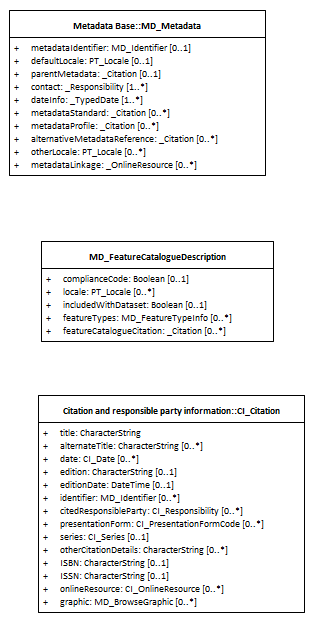 Metadata Base::MD_Metadata
+ metadataIdentifier: MD_Identifier [0..1]
+ defaultLocale: PT_Locale [0..1]
+ parentMetadata: _Citation [0..1]
+ contact: _Responsibility [1..*]
+ dateInfo: _TypedDate [1..*]
+ metadataStandard: _Citation [0..*]
+ metadataProfile: _Citation [0..*]
+ alternativeMetadataReference: _Citation [0..*]
+ otherLocale: PT_Locale [0..*]
+ metadataLinkage: _OnlineResource [0..*]
MD_FeatureCatalogueDescription
+ complianceCode: Boolean [0..1]
+ locale: PT_Locale [0..*]
+ includedWithDataset: Boolean [0..1]
+ featureTypes: MD_FeatureTypeInfo [0..*]
+ featureCatalogueCitation: _Citation [0..*]
Citation and responsible party information::CI_Citation
+ title: CharacterString
+ alternateTitle: CharacterString [0..*]
+ date: CI_Date [0..*]
+ edition: CharacterString [0..1]
+ editionDate: DateTime [0..1]
+ identifier: MD_Identifier [0..*]
+ citedResponsibleParty: CI_Responsibility [0..*]
+ presentationForm: CI_PresentationFormCode [0..*]
+ series: CI_Series [0..1]
+ otherCitationDetails: CharacterString [0..*]
+ ISBN: CharacterString [0..1]
+ ISSN: CharacterString [0..1]
+ onlineResource: CI_OnlineResource [0..*]
+ graphic: MD_BrowseGraphic [0..*]